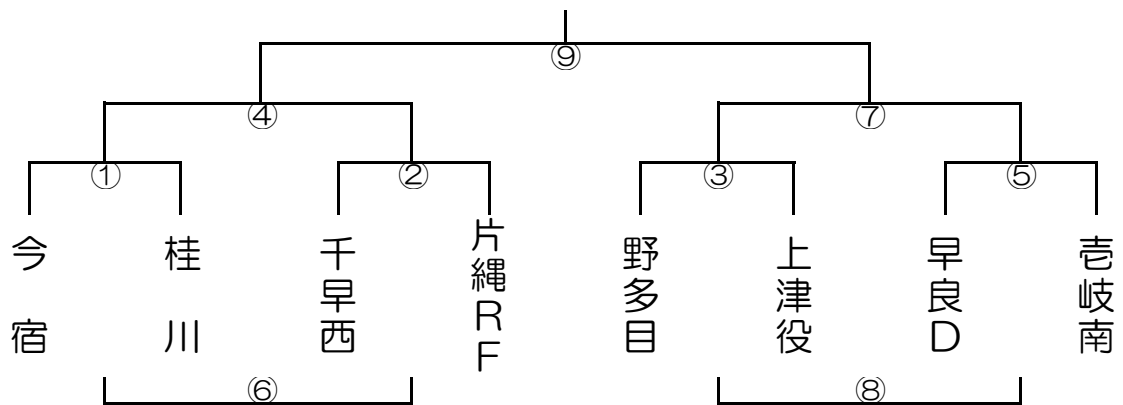 ⑨
④
⑦
①
②
③
⑤
今宿
桂川
千早西
片縄RF
野多目
上津役
早良D
壱岐南
⑥
⑧